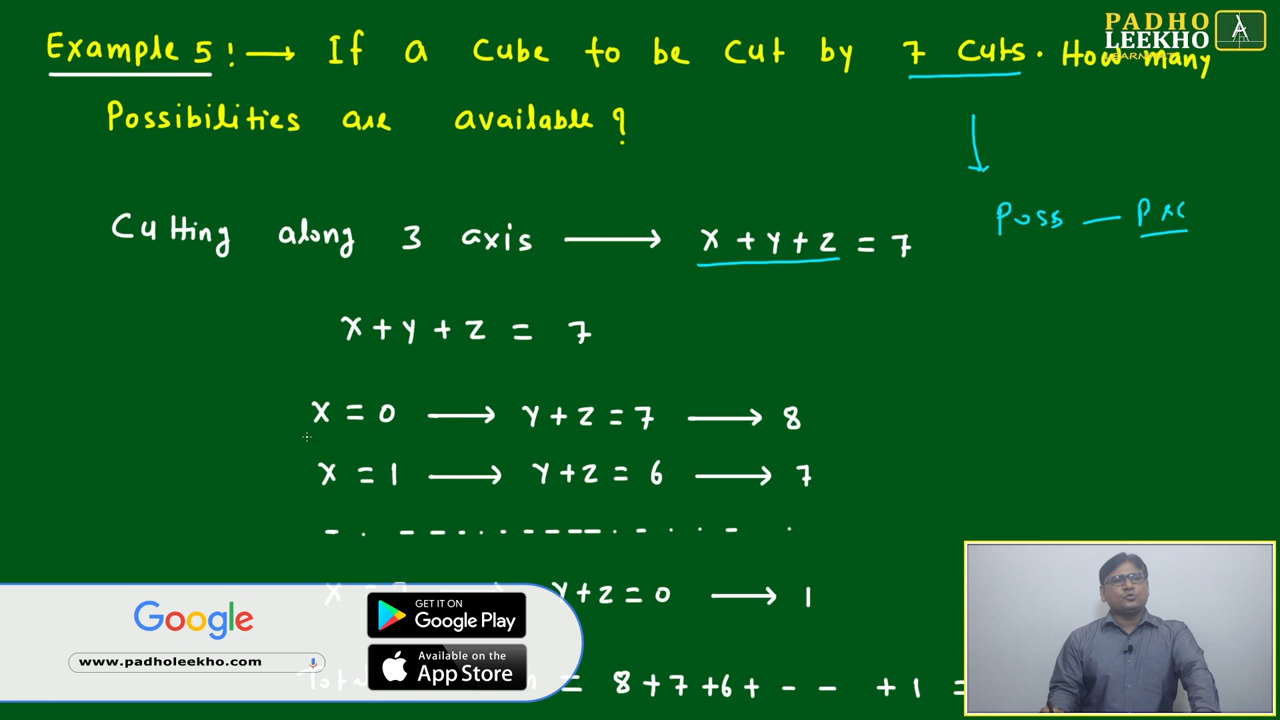 PADHO
LEEKHO
Example 5 : → If a cube to be cut by 7 cuts. How many
Possibilities are available ?
Poss — PAC
Cutting along 3 axis → x + y + z = 7
x + y + z = 7
x = 0 → y + z = 7 → 8
x = 1 → y + z = 6 → 7
y + z = 0 → 1
Google
www.padholeekho.com
GET IT ON
Google Play
Available on the
App Store
= 8 + 7 + 6 + - - + 1 =